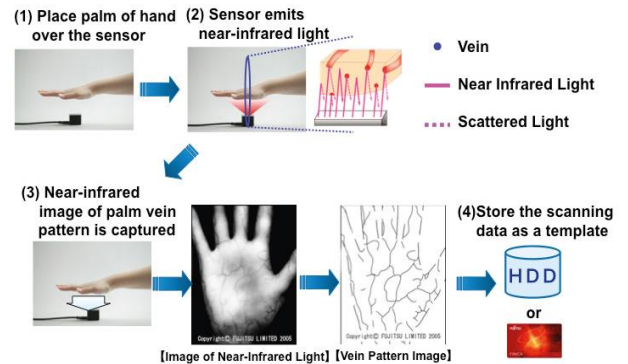 (1) Place palm of hand
over the sensor
(2) Sensor emits
near-infrared light
Vein
Near Infrared Light
Scattered Light
(3) Near-infrared
image of palm vein
pattern is captured
Copyright© FUJITSU LIMITED 2005
【Image of Near-Infrared Light】
Copyright© FUJITSU LIMITED 2005
【Vein Pattern Image】
(4)Store the scanning
data as a template
HDD
or